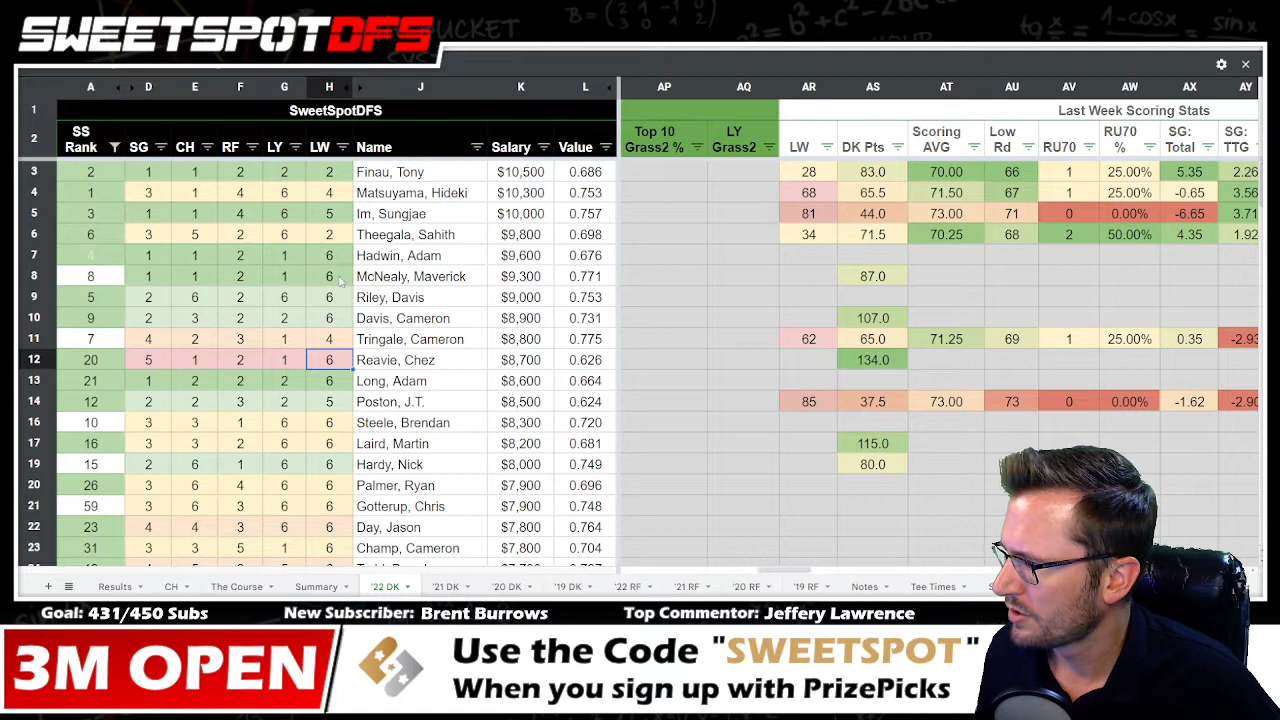 SWEETSPOTDFS
A D E F G H J K L AP AQ AR AS AT AU AV AW AX AY
1 SweetSpotDFS Last Week Scoring Stats
2 SS Rank SG CH RF LY LW Name Salary Value Top 10 Grass2 % LY Grass2 LW DK Pts Scoring AVG Low Rd RU70 RU70 % SG: Total SG: TTG
3 2 1 1 2 2 2 Finau, Tony $10,500 0.686 28 83.0 70.00 66 1 25.00% 5.35 2.26
4 1 3 1 4 6 4 Matsuyama, Hideki $10,300 0.753 68 65.5 71.50 67 1 25.00% -0.65 3.56
5 3 1 1 4 6 5 Im, Sungjae $10,000 0.757 81 44.0 73.00 71 0 0.00% -6.65 3.71
6 6 3 5 2 6 2 Theegala, Sahith $9,800 0.698 34 71.5 70.25 68 2 50.00% 4.35 1.92
7 4 1 1 2 1 6 Hadwin, Adam $9,600 0.676
8 8 1 1 2 1 6 McNealy, Maverick $9,300 0.771 87.0
9 5 2 6 2 6 6 Riley, Davis $9,000 0.753
10 9 2 3 2 2 6 Davis, Cameron $8,900 0.731 107.0
11 7 4 2 3 1 4 Tringale, Cameron $8,800 0.775 62 65.0 71.25 69 1 25.00% 0.35 -2.93
12 20 5 1 2 1 6 Reavie, Chez $8,700 0.626 134.0
13 21 1 2 2 2 6 Long, Adam $8,600 0.664
14 12 2 2 3 2 5 Poston, J.T. $8,500 0.624 85 37.5 73.00 73 0 0.00% -1.62 -2.90
16 10 3 3 1 6 6 Steele, Brendan $8,300 0.720
17 16 3 3 2 6 6 Laird, Martin $8,200 0.681 115.0
19 15 2 6 1 6 6 Hardy, Nick $8,000 0.749 80.0
20 26 3 6 4 6 6 Palmer, Ryan $7,900 0.696
21 59 3 6 3 6 6 Gotterup, Chris $7,900 0.748
22 23 4 4 3 6 6 Day, Jason $7,800 0.764
23 31 3 3 5 1 6 Champ, Cameron $7,800 0.704
+ Results CH The Course Summary '22 DK '21 DK '20 DK '19 DK '22 RF '21 RF '20 RF '19 RF Notes Tee Times
Goal: 431/450 Subs New Subscriber: Brent Burrows Top Commentor: Jeffery Lawrence
3M OPEN
Use the Code "SWEETSPOT"
When you sign up with PrizePicks